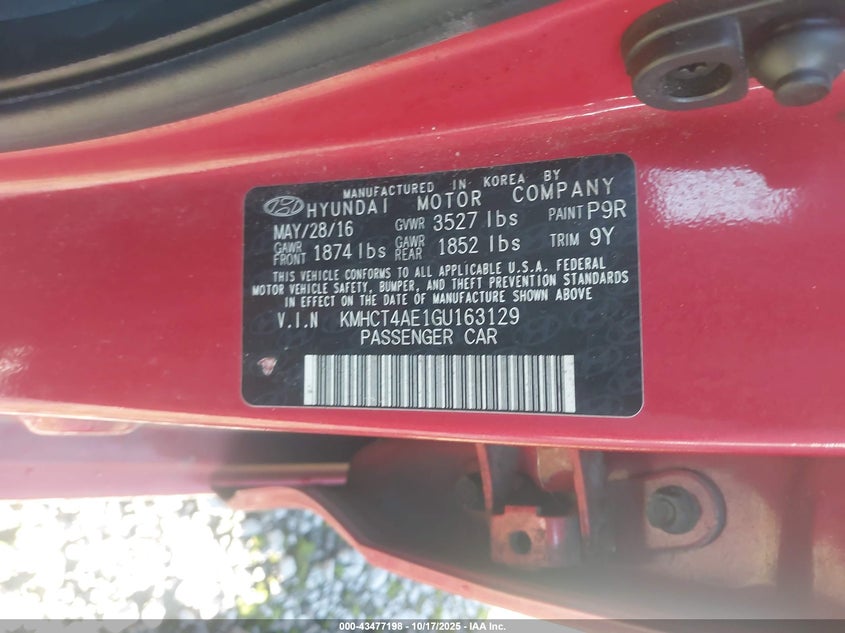 MANUFACTURED IN KOREA BY
HYUNDAI MOTOR COMPANY
MAY/28/16 GVWR 3527 lbs PAINT P9R
GAWR FRONT 1874 lbs GAWR REAR 1852 lbs TRIM 9Y
THIS VEHICLE CONFORMS TO ALL APPLICABLE U.S.A. FEDERAL
MOTOR VEHICLE SAFETY, BUMPER, AND THEFT PREVENTION STANDARDS
IN EFFECT ON THE DATE OF MANUFACTURE SHOWN ABOVE
V.I.N KMHCT4AE1GU163129
PASSENGER CAR
000-43477198 - 10/17/2025 - IAA Inc.